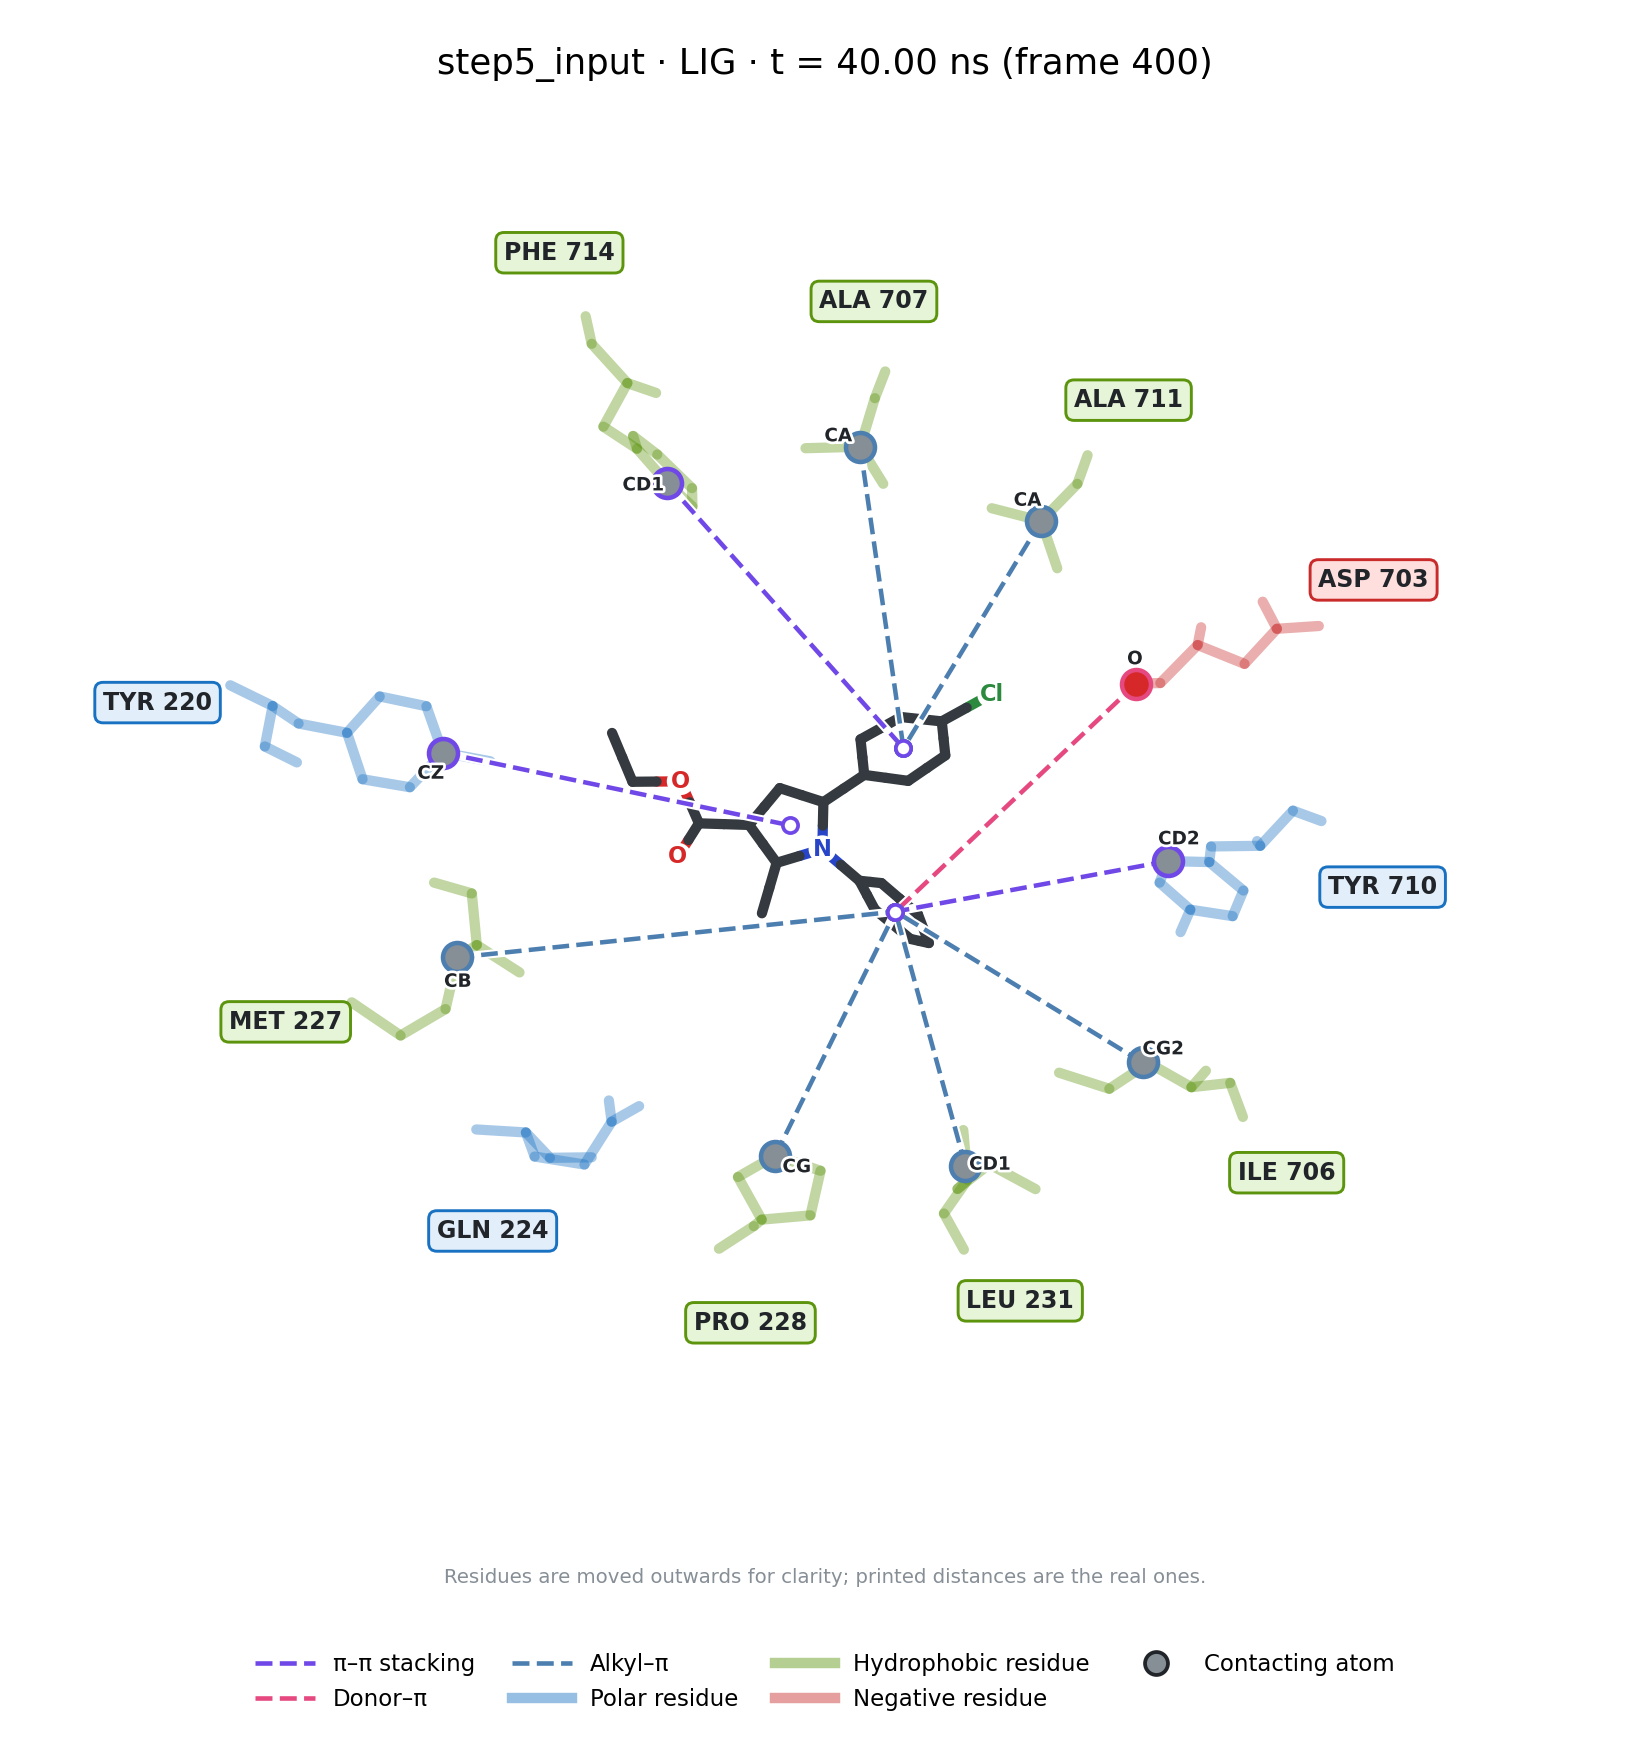 step5_input · LIG · t = 40.00 ns (frame 400)
PHE 714
ALA 707
ALA 711
CA
CD1
CA
ASP 703
O
TYR 220
Cl
CZ
O
N
O
CD2
TYR 710
CB
MET 227
CG2
GLN 224
CG
CD1
ILE 706
LEU 231
PRO 228
Residues are moved outwards for clarity; printed distances are the real ones.
π–π stacking
Donor–π
Alkyl–π
Polar residue
Hydrophobic residue
Negative residue
Contacting atom